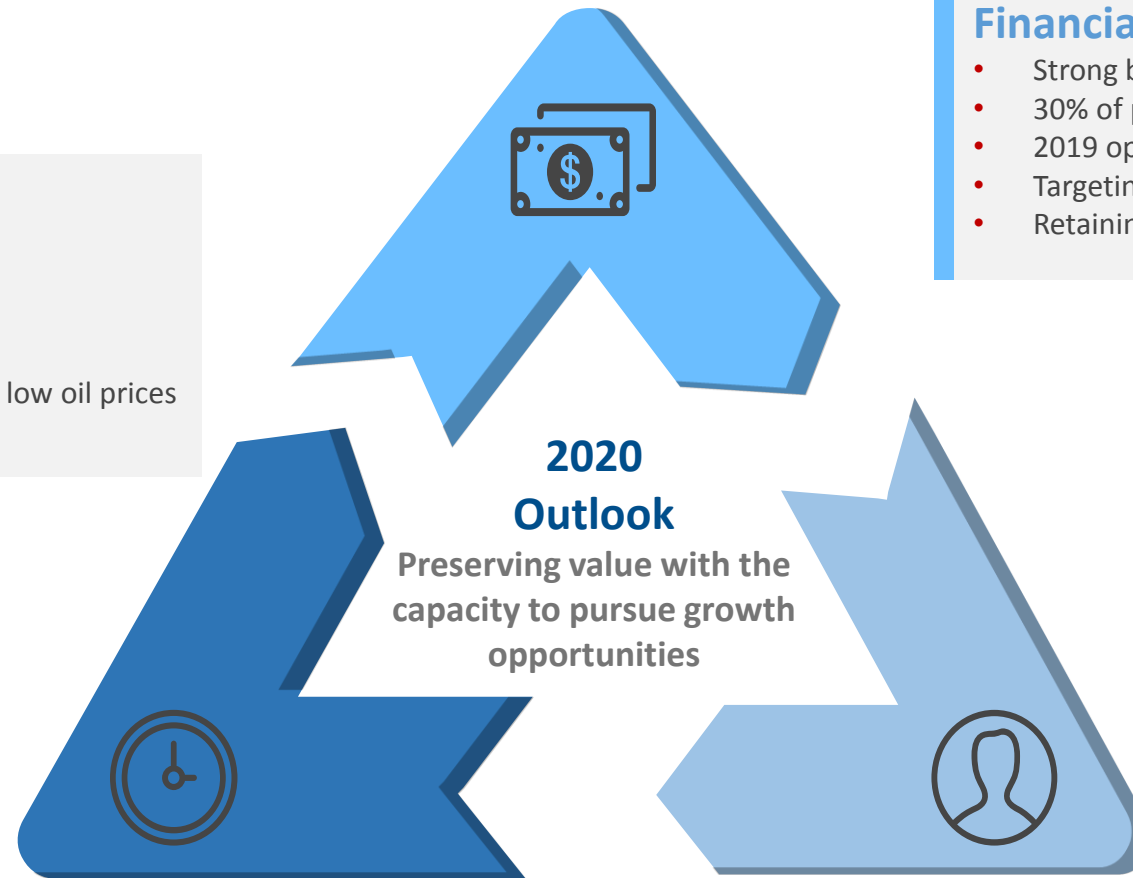 Financia
• Strong b
• 30% of p
• 2019 op
• Targetin
• Retainin
low oil prices
2020
Outlook
Preserving value with the
capacity to pursue growth
opportunities
$